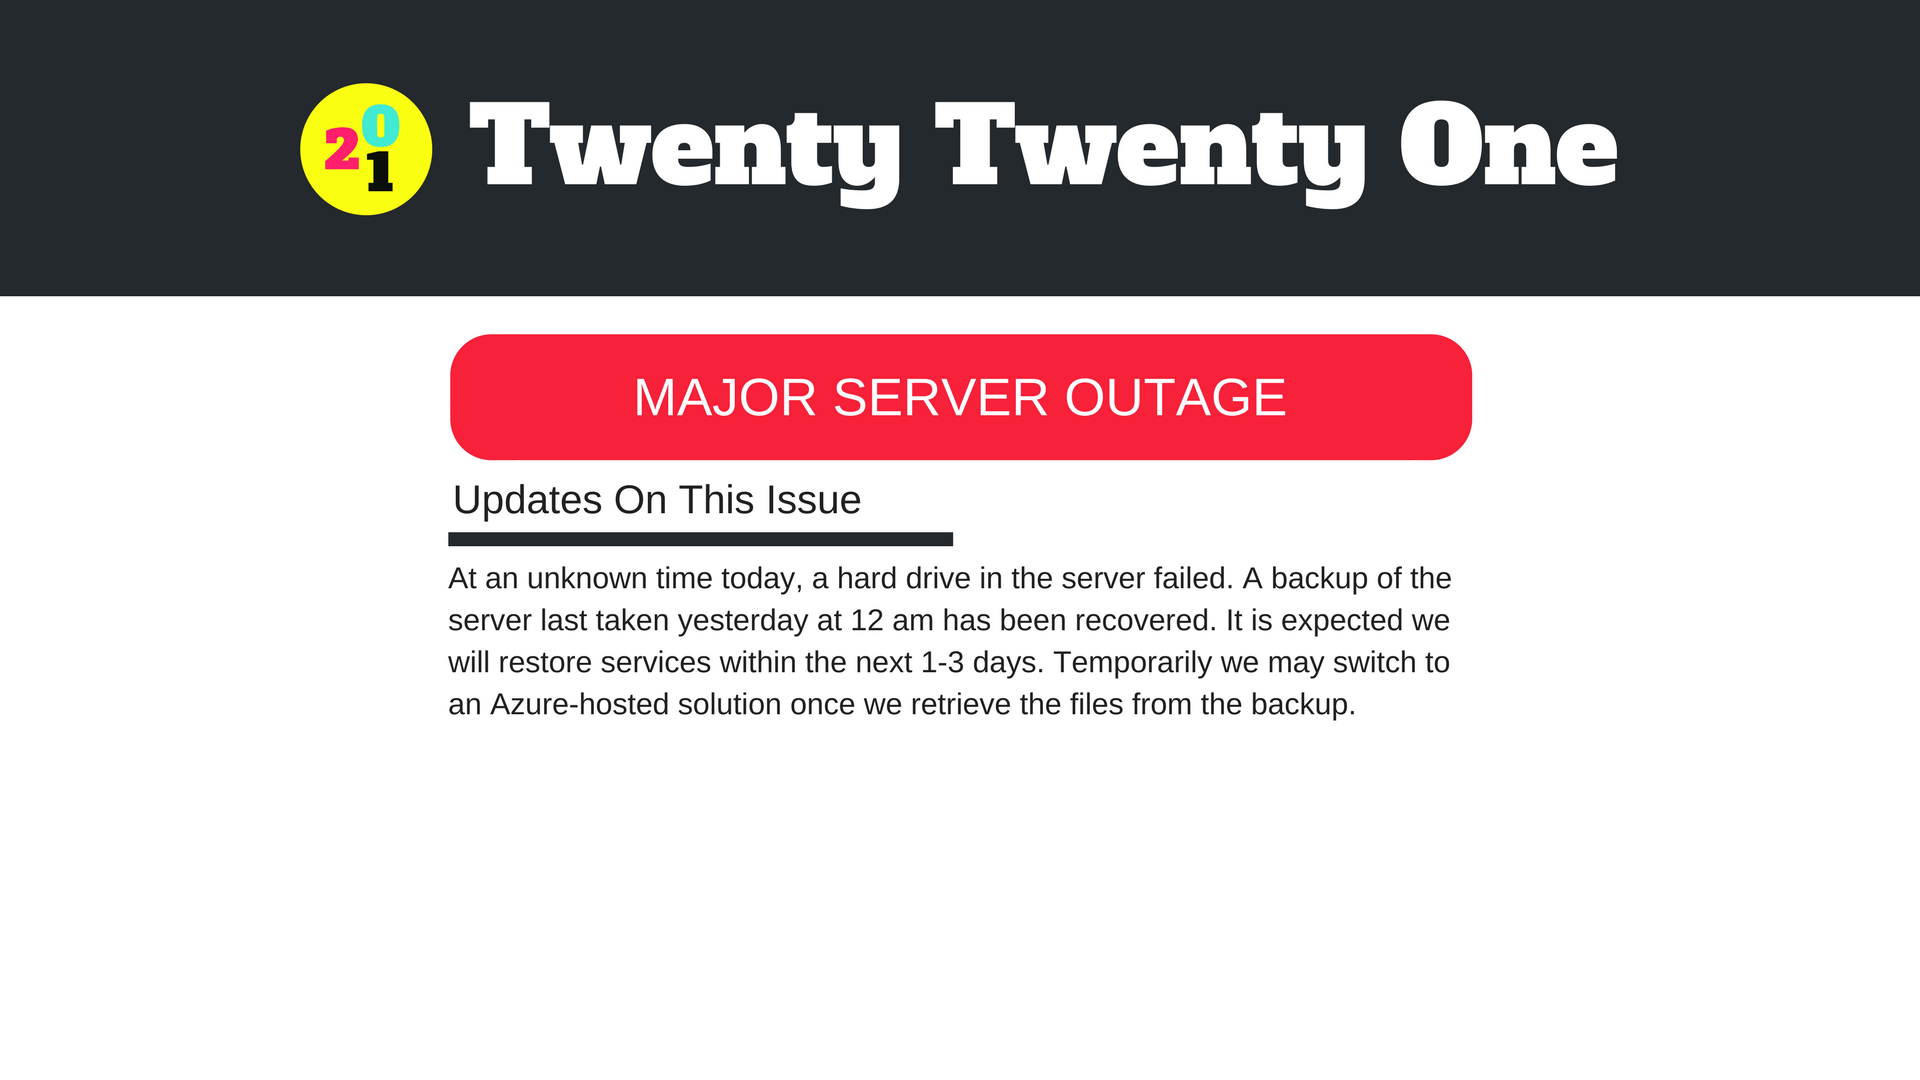 2 0 1
Twenty Twenty One
MAJOR SERVER OUTAGE
Updates On This Issue
At an unknown time today, a hard drive in the server failed. A backup of the
server last taken yesterday at 12 am has been recovered. It is expected we
will restore services within the next 1-3 days. Temporarily we may switch to
an Azure-hosted solution once we retrieve the files from the backup.